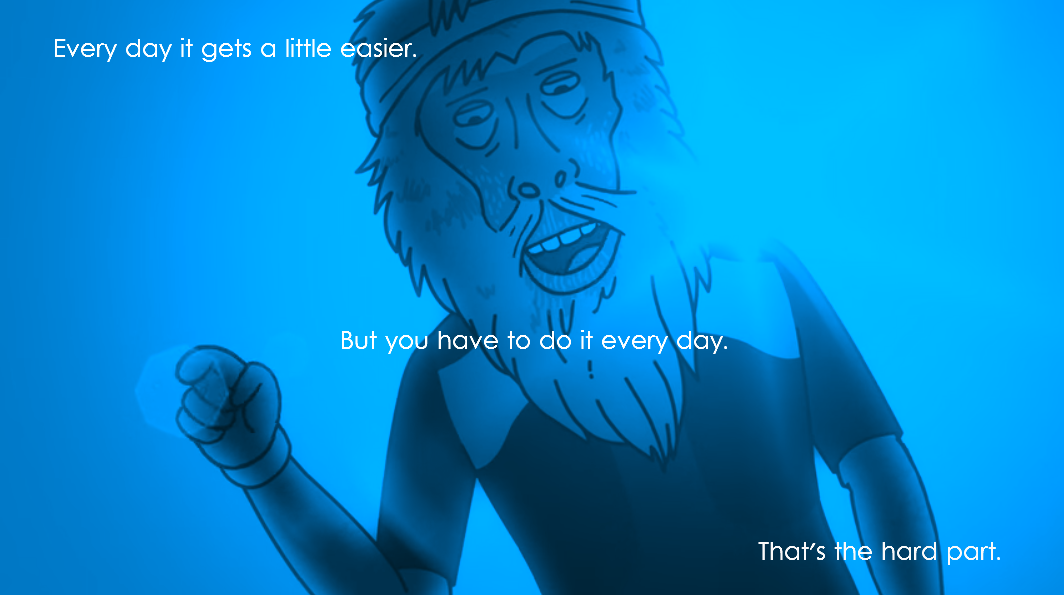 Every day it gets a little easier.
But you have to do it every day.
That's the hard part.